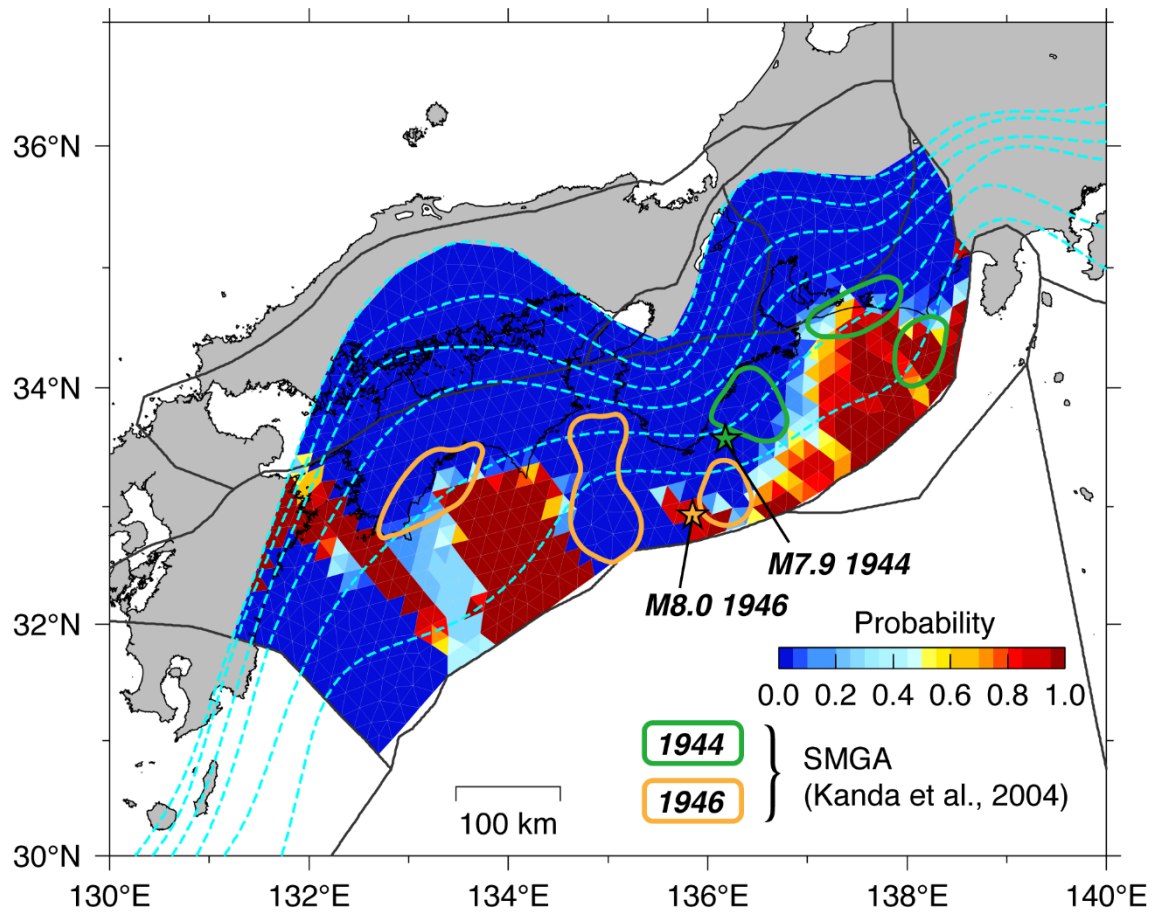 36°N
34°N
32°N
30°N
130°E 132°E 134°E 136°E 138°E 140°E
M7.9 1944
M8.0 1946
Probability
0.0 0.2 0.4 0.6 0.8 1.0
1944
1946
SMGA
(Kanda et al., 2004)
100 km